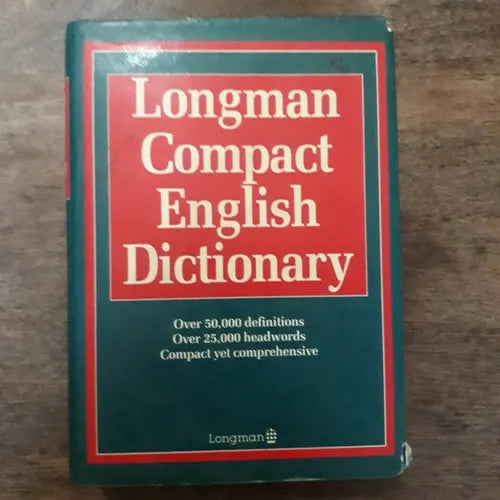 Longman
Compact
English
Dictionary
Over 50,000 definitions
Over 25,000 headwords
Compact yet comprehensive
Longman